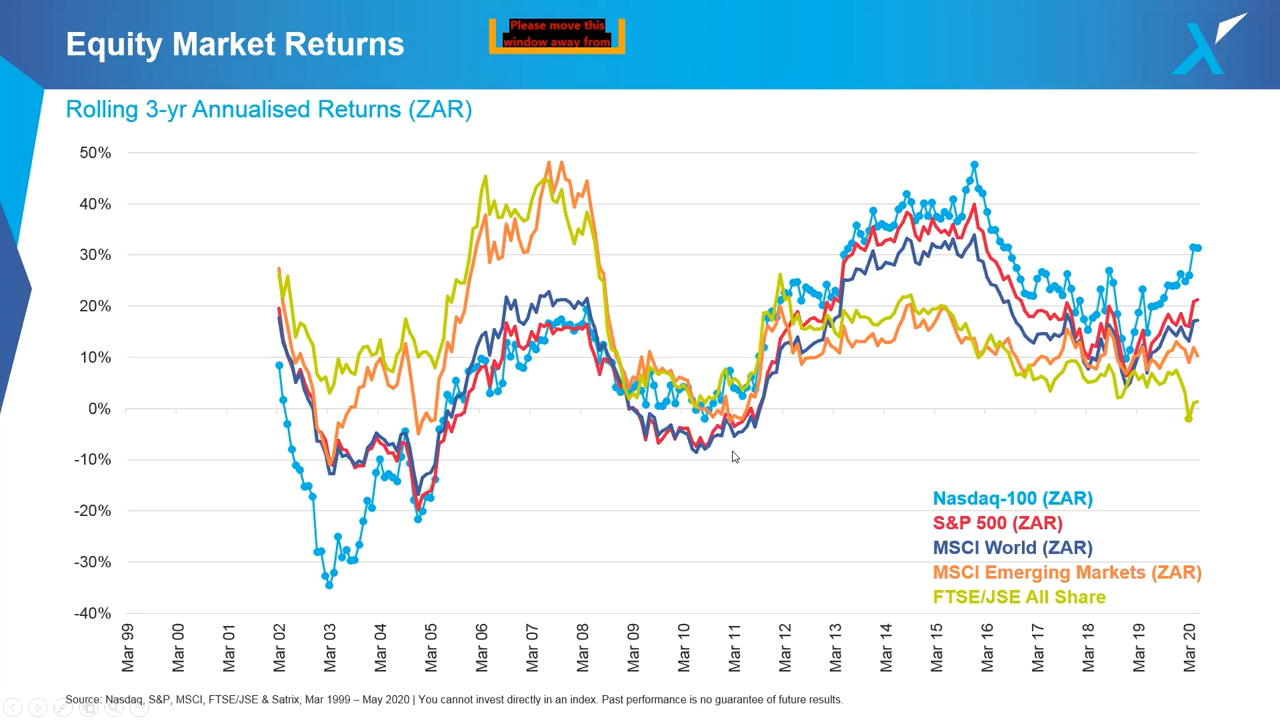 Equity Market Returns
Please move this
window away from
Rolling 3-yr Annualised Returns (ZAR)
50%
40%
30%
20%
10%
0%
-10%
-20%
-30%
-40%
Nasdaq-100 (ZAR)
S&P 500 (ZAR)
MSCI World (ZAR)
MSCI Emerging Markets (ZAR)
FTSE/JSE All Share
Mar 99
Mar 00
Mar 01
Mar 02
Mar 03
Mar 04
Mar 05
Mar 06
Mar 07
Mar 08
Mar 09
Mar 10
Mar 11
Mar 12
Mar 13
Mar 14
Mar 15
Mar 16
Mar 17
Mar 18
Mar 19
Mar 20
Source: Nasdaq, S&P, MSCI, FTSE/JSE & Satrix, Mar 1999 – May 2020 | You cannot invest directly in an index. Past performance is no guarantee of future results.